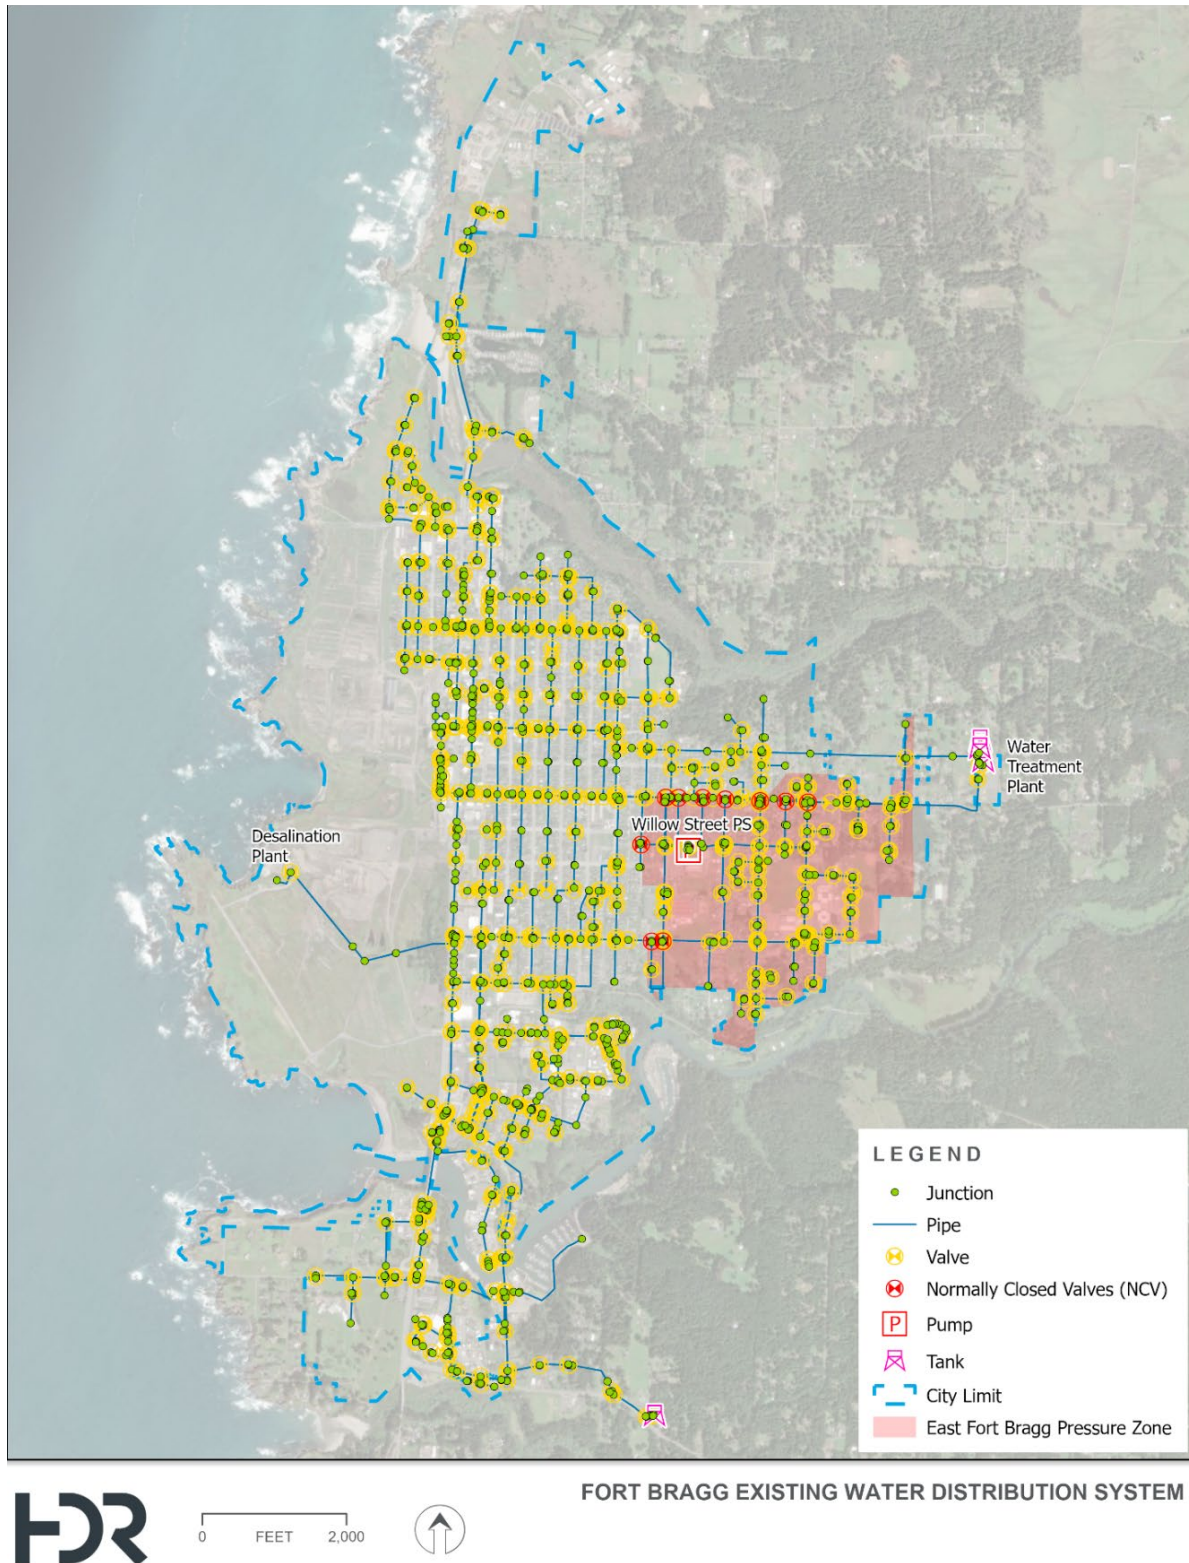 Water
Treatment
Plant
Willow Street PS
P
Desalination
Plant
LEGEND
Junction
Pipe
Valve
Normally Closed Valves (NCV)
P Pump
Tank
City Limit
East Fort Bragg Pressure Zone
FORT BRAGG EXISTING WATER DISTRIBUTION SYSTEM
HDR
0 FEET 2,000